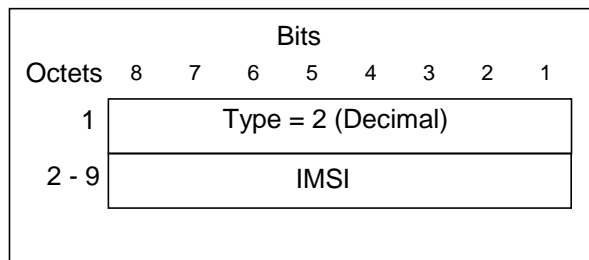 Bits
Octets 8 7 6 5 4 3 2 1
1 Type = 2 (Decimal)
2 - 9 IMSI